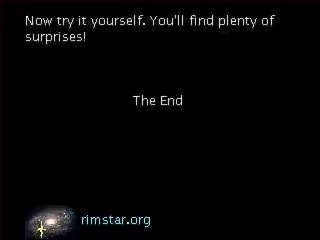 Now try it yourself. You'll find plenty of
surprises!
The End
rimstar.org